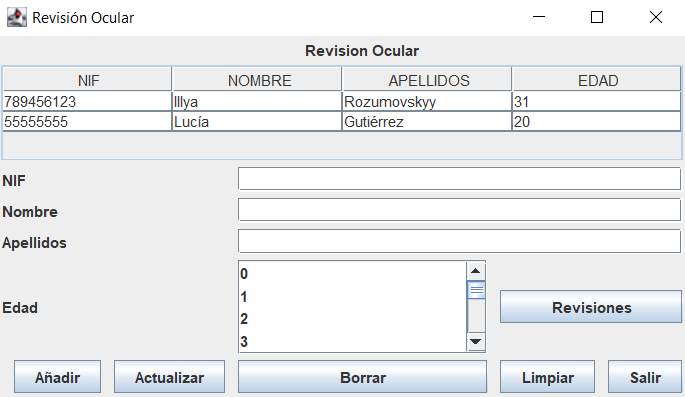 Revisión Ocular
Revision Ocular
NIF NOMBRE APELLIDOS EDAD
789456123 Illya Rozumovskyy 31
55555555 Lucía Gutiérrez 20
NIF
Nombre
Apellidos
Edad
0
1
2
3
Revisiones
Añadir Actualizar Borrar Limpiar Salir